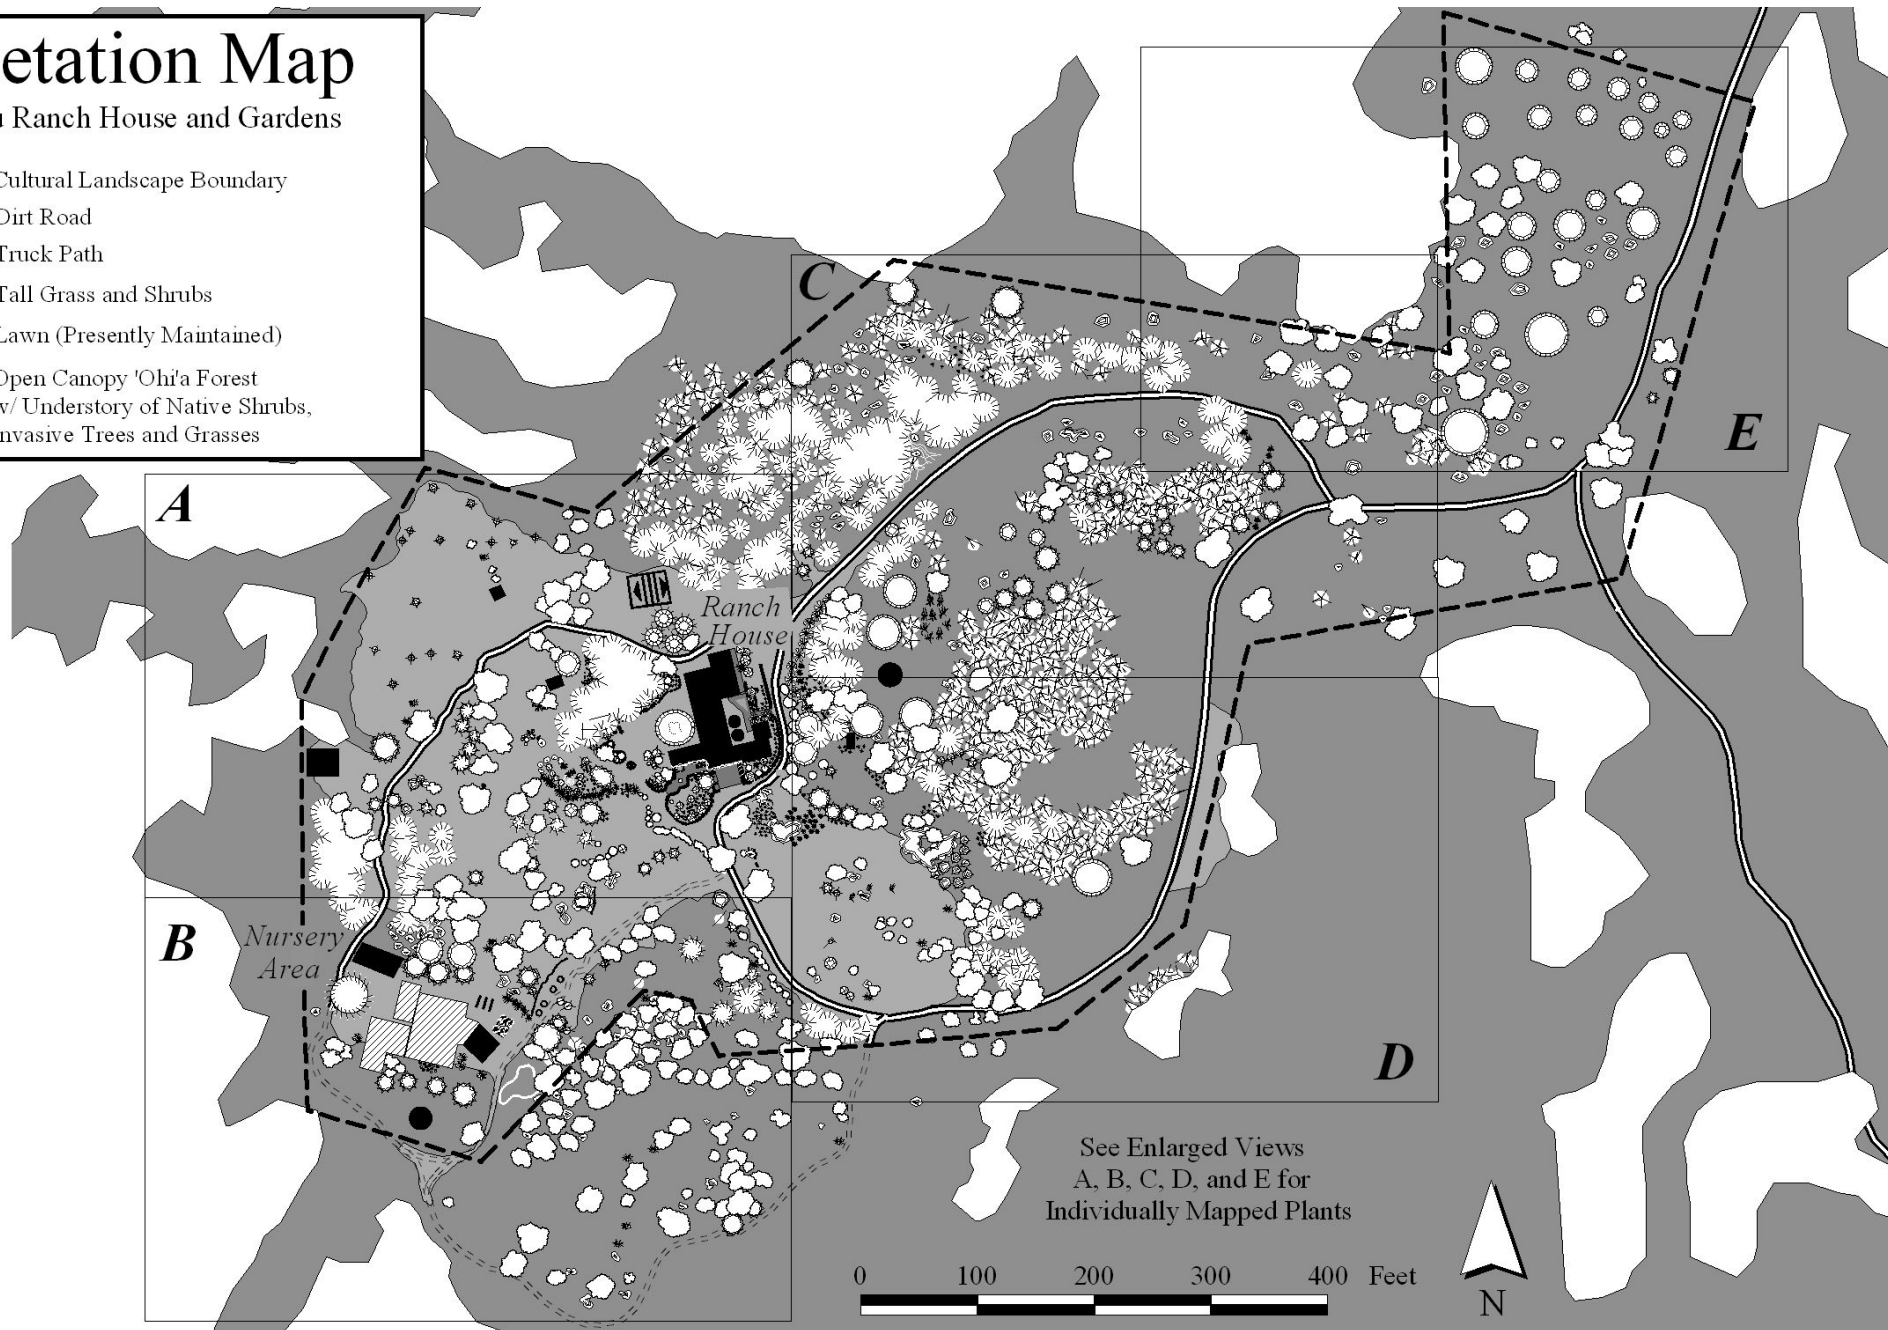 etation Map
Ranch House and Gardens
Cultural Landscape Boundary
Dirt Road
Truck Path
Tall Grass and Shrubs
Lawn (Presently Maintained)
Open Canopy 'Ohi'a Forest
w/ Understory of Native Shrubs,
Invasive Trees and Grasses
C
E
A
Ranch
House
B
Nursery
Area
D
See Enlarged Views
A, B, C, D, and E for
Individually Mapped Plants
0 100 200 300 400 Feet
N